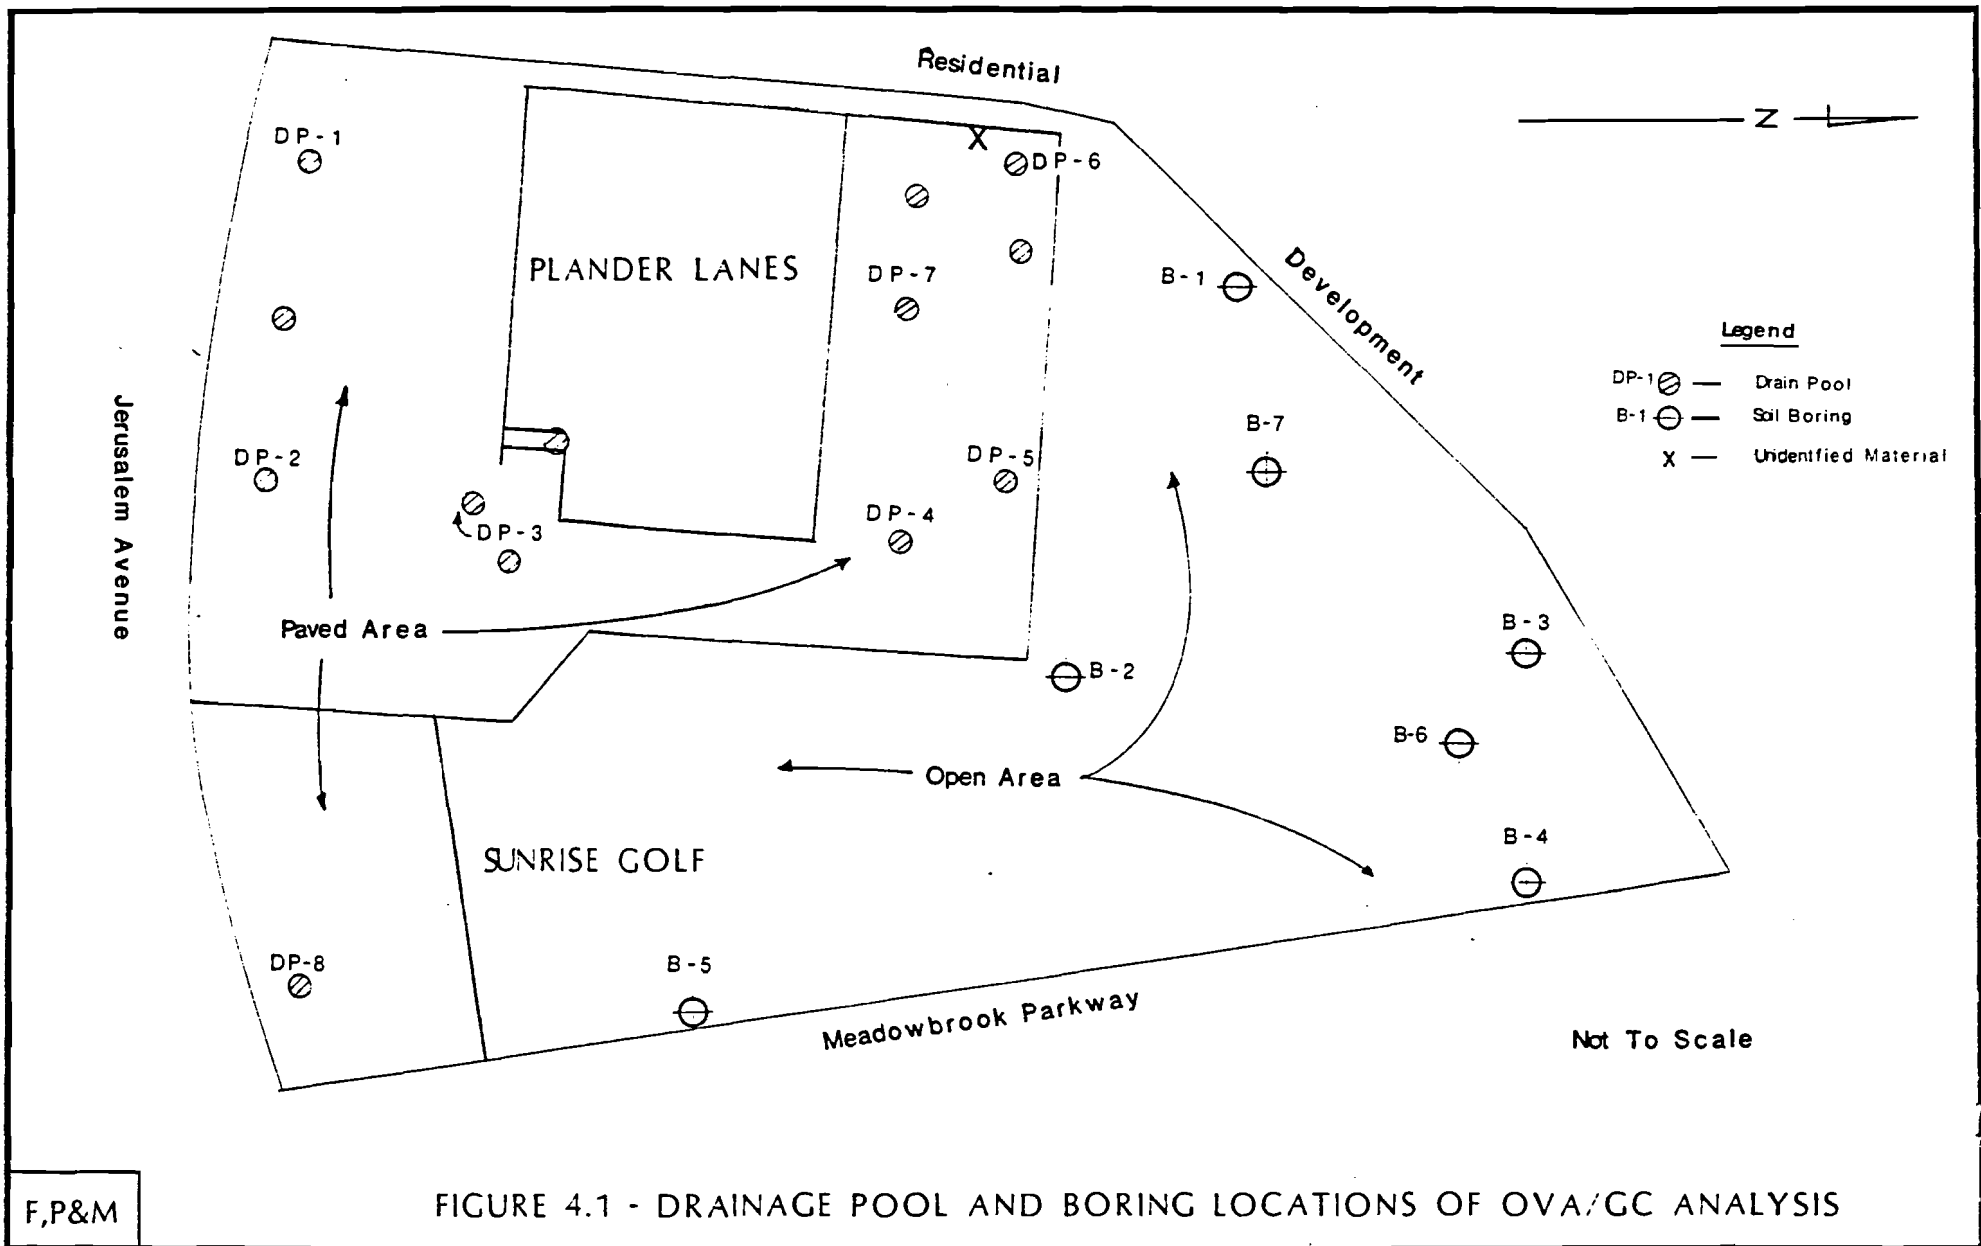 Residential
N
DP-1
DP-6
PLANDER LANES
DP-7
B-1
Development
Legend
DP-1 — Drain Pool
B-1 — Soil Boring
X — Unidentfied Material
X
Jerusalem Avenue
B-7
DP-2
DP-5
DP-4
DP-3
Paved Area
B-3
B-2
B-6
Open Area
B-4
SUNRISE GOLF
DP-8
B-5
Meadowbrook Parkway
Not To Scale
F,P&M
FIGURE 4.1 - DRAINAGE POOL AND BORING LOCATIONS OF OVA/GC ANALYSIS